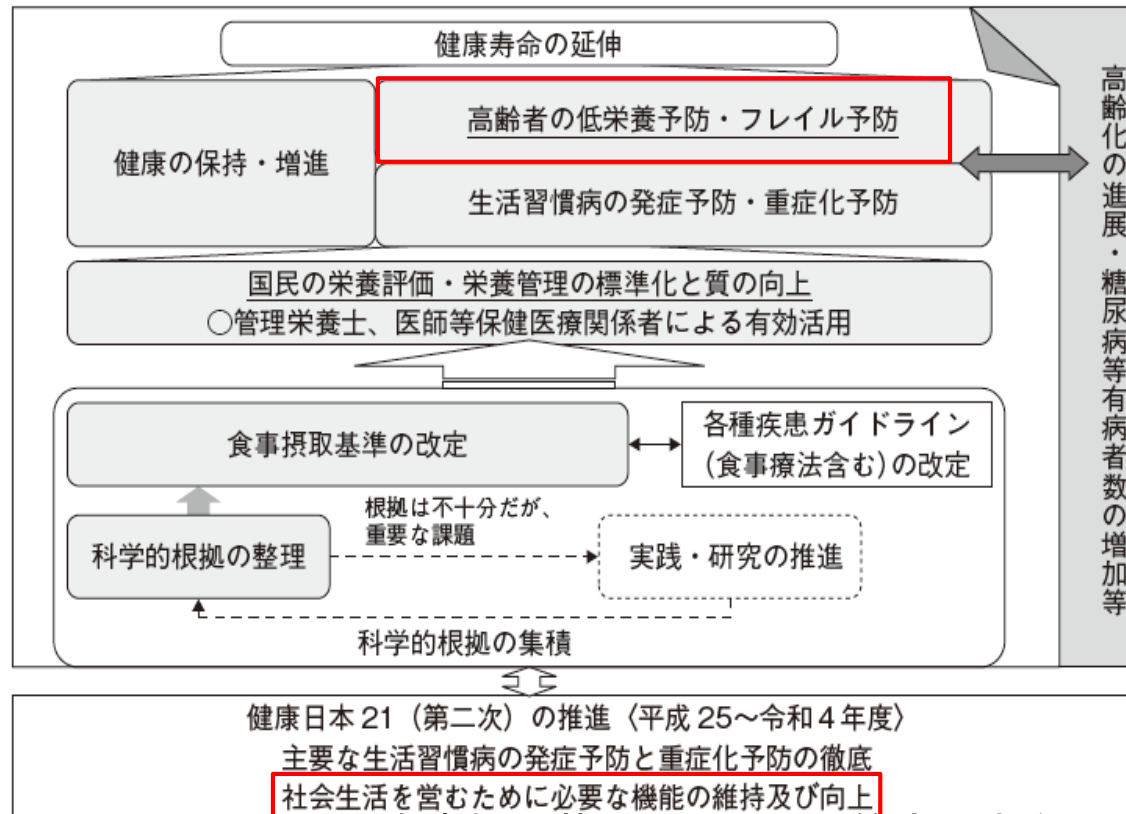 健康寿命の延伸
健康の保持・増進
高齢者の低栄養予防・フレイル予防
生活習慣病の発症予防・重症化予防
高齢化の進展・糖尿病等有病者数の増加等
国民の栄養評価・栄養管理の標準化と質の向上
○管理栄養士、医師等保健医療関係者による有効活用
食事摂取基準の改定
各種疾患ガイドライン
(食事療法含む)の改定
根拠は不十分だが、
重要な課題
科学的根拠の整理
実践・研究の推進
科学的根拠の集積
健康日本21（第二次）の推進〈平成25〜令和4年度〉
主要な生活習慣病の発症予防と重症化予防の徹底
社会生活を営むために必要な機能の維持及び向上